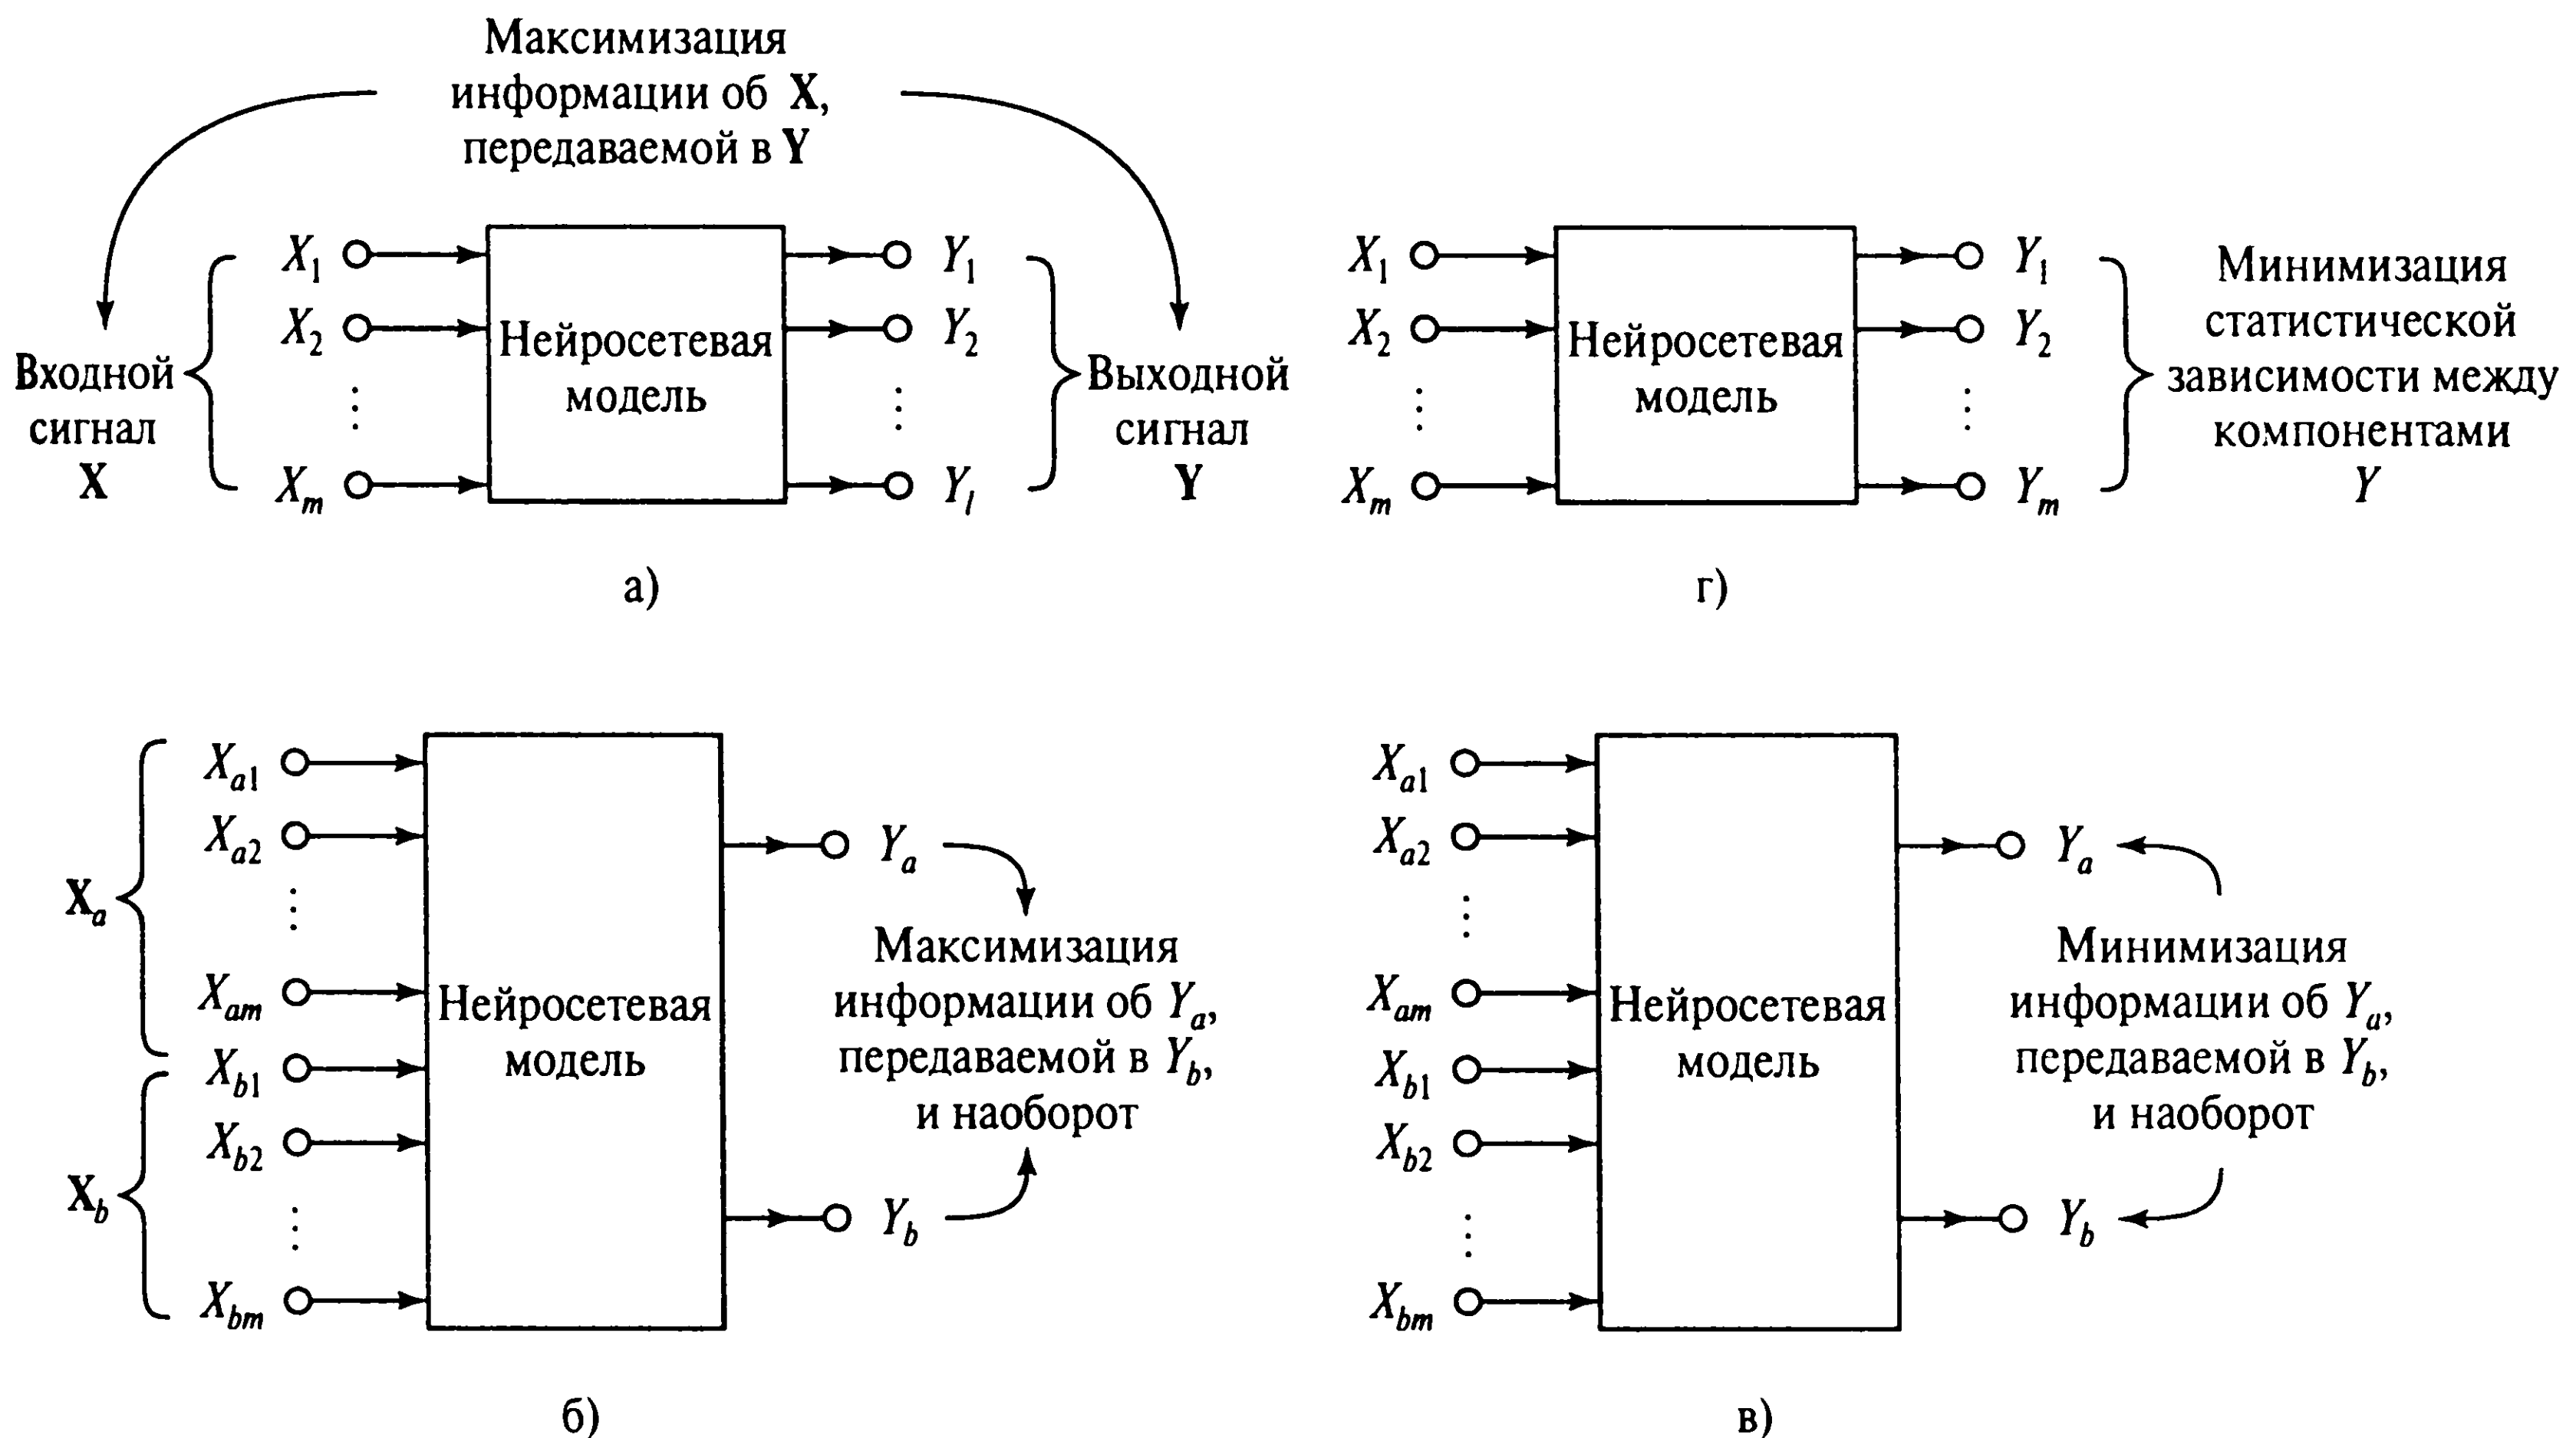 Максимизация
информации об X,
передаваемой в Y
X1
X2
Xm
Входной
сигнал
X
Нейросетевая
модель
Y1
Y2
Yl
Выходной
сигнал
Y
а)
X1
X2
Xm
Нейросетевая
модель
Y1
Y2
Ym
Минимизация
статистической
зависимости между
компонентами
Y
г)
Xa
Xb
Xa1
Xa2
Xam
Xb1
Xb2
Xbm
Нейросетевая
модель
Ya
Максимизация
информации об Ya,
передаваемой в Yb,
и наоборот
Yb
б)
Xa1
Xa2
Xam
Xb1
Xb2
Xbm
Нейросетевая
модель
Ya
Минимизация
информации об Ya,
передаваемой в Yb,
и наоборот
Yb
в)